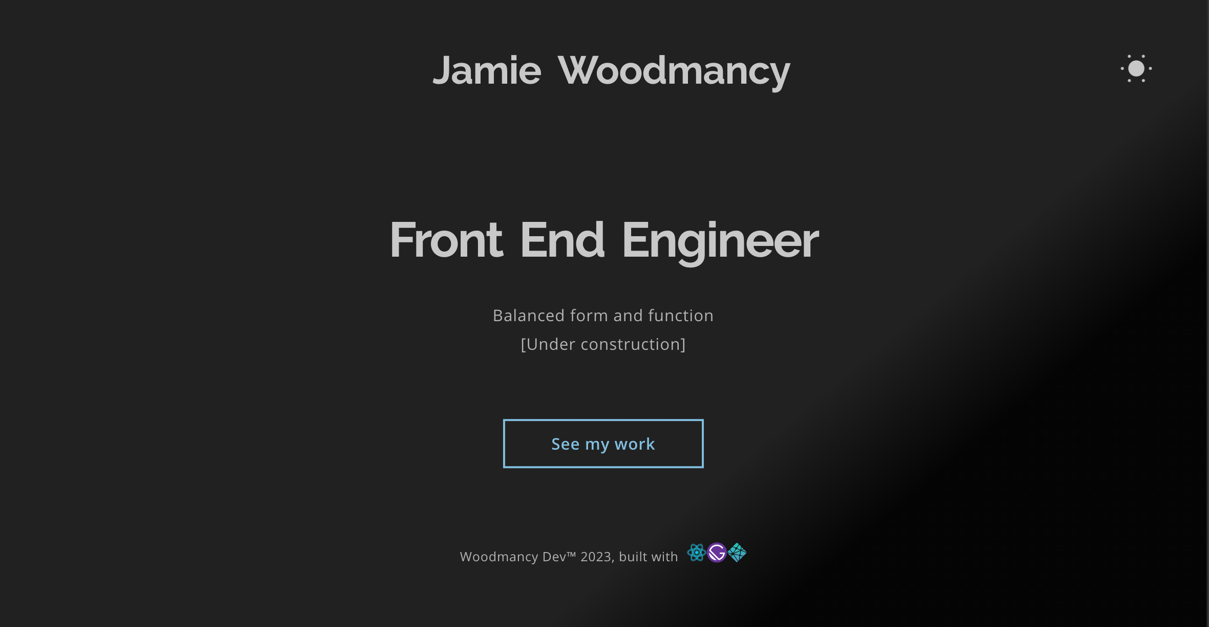 Jamie Woodmancy
Front End Engineer
Balanced form and function
[Under construction]
See my work
Woodmancy Dev™ 2023, built with